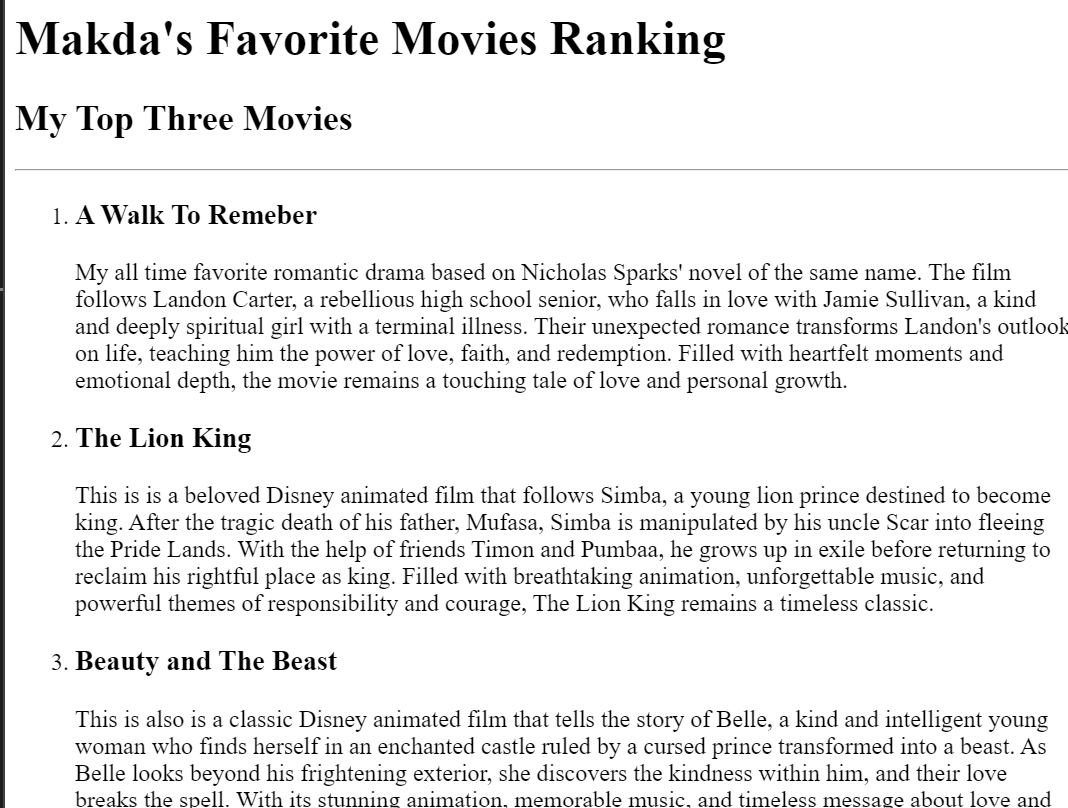 Makda's Favorite Movies Ranking
My Top Three Movies
1. A Walk To Remeber
My all time favorite romantic drama based on Nicholas Sparks' novel of the same name. The film
follows Landon Carter, a rebellious high school senior, who falls in love with Jamie Sullivan, a kind
and deeply spiritual girl with a terminal illness. Their unexpected romance transforms Landon's outlook
on life, teaching him the power of love, faith, and redemption. Filled with heartfelt moments and
emotional depth, the movie remains a touching tale of love and personal growth.
2. The Lion King
This is is a beloved Disney animated film that follows Simba, a young lion prince destined to become
king. After the tragic death of his father, Mufasa, Simba is manipulated by his uncle Scar into fleeing
the Pride Lands. With the help of friends Timon and Pumbaa, he grows up in exile before returning to
reclaim his rightful place as king. Filled with breathtaking animation, unforgettable music, and
powerful themes of responsibility and courage, The Lion King remains a timeless classic.
3. Beauty and The Beast
This is also is a classic Disney animated film that tells the story of Belle, a kind and intelligent young
woman who finds herself in an enchanted castle ruled by a cursed prince transformed into a beast. As
Belle looks beyond his frightening exterior, she discovers the kindness within him, and their love
breaks the spell. With its stunning animation, memorable music, and timeless message about love and